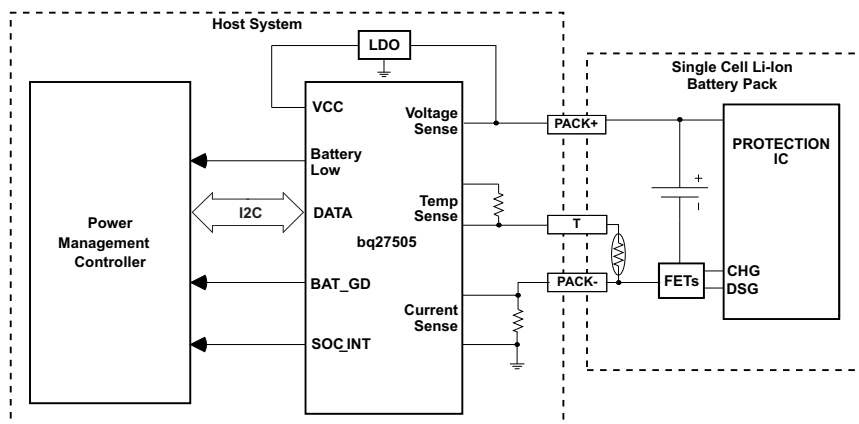 Host System
LDO
Single Cell Li-Ion
Battery Pack
VCC
Voltage
Sense
PACK+
PROTECTION
IC
Battery
Low
I2C
DATA
Temp
Sense
T
Power
Management
Controller
bq27505
BAT_GD
PACK-
FETs
CHG
DSG
Current
Sense
SOC_INT
+
–